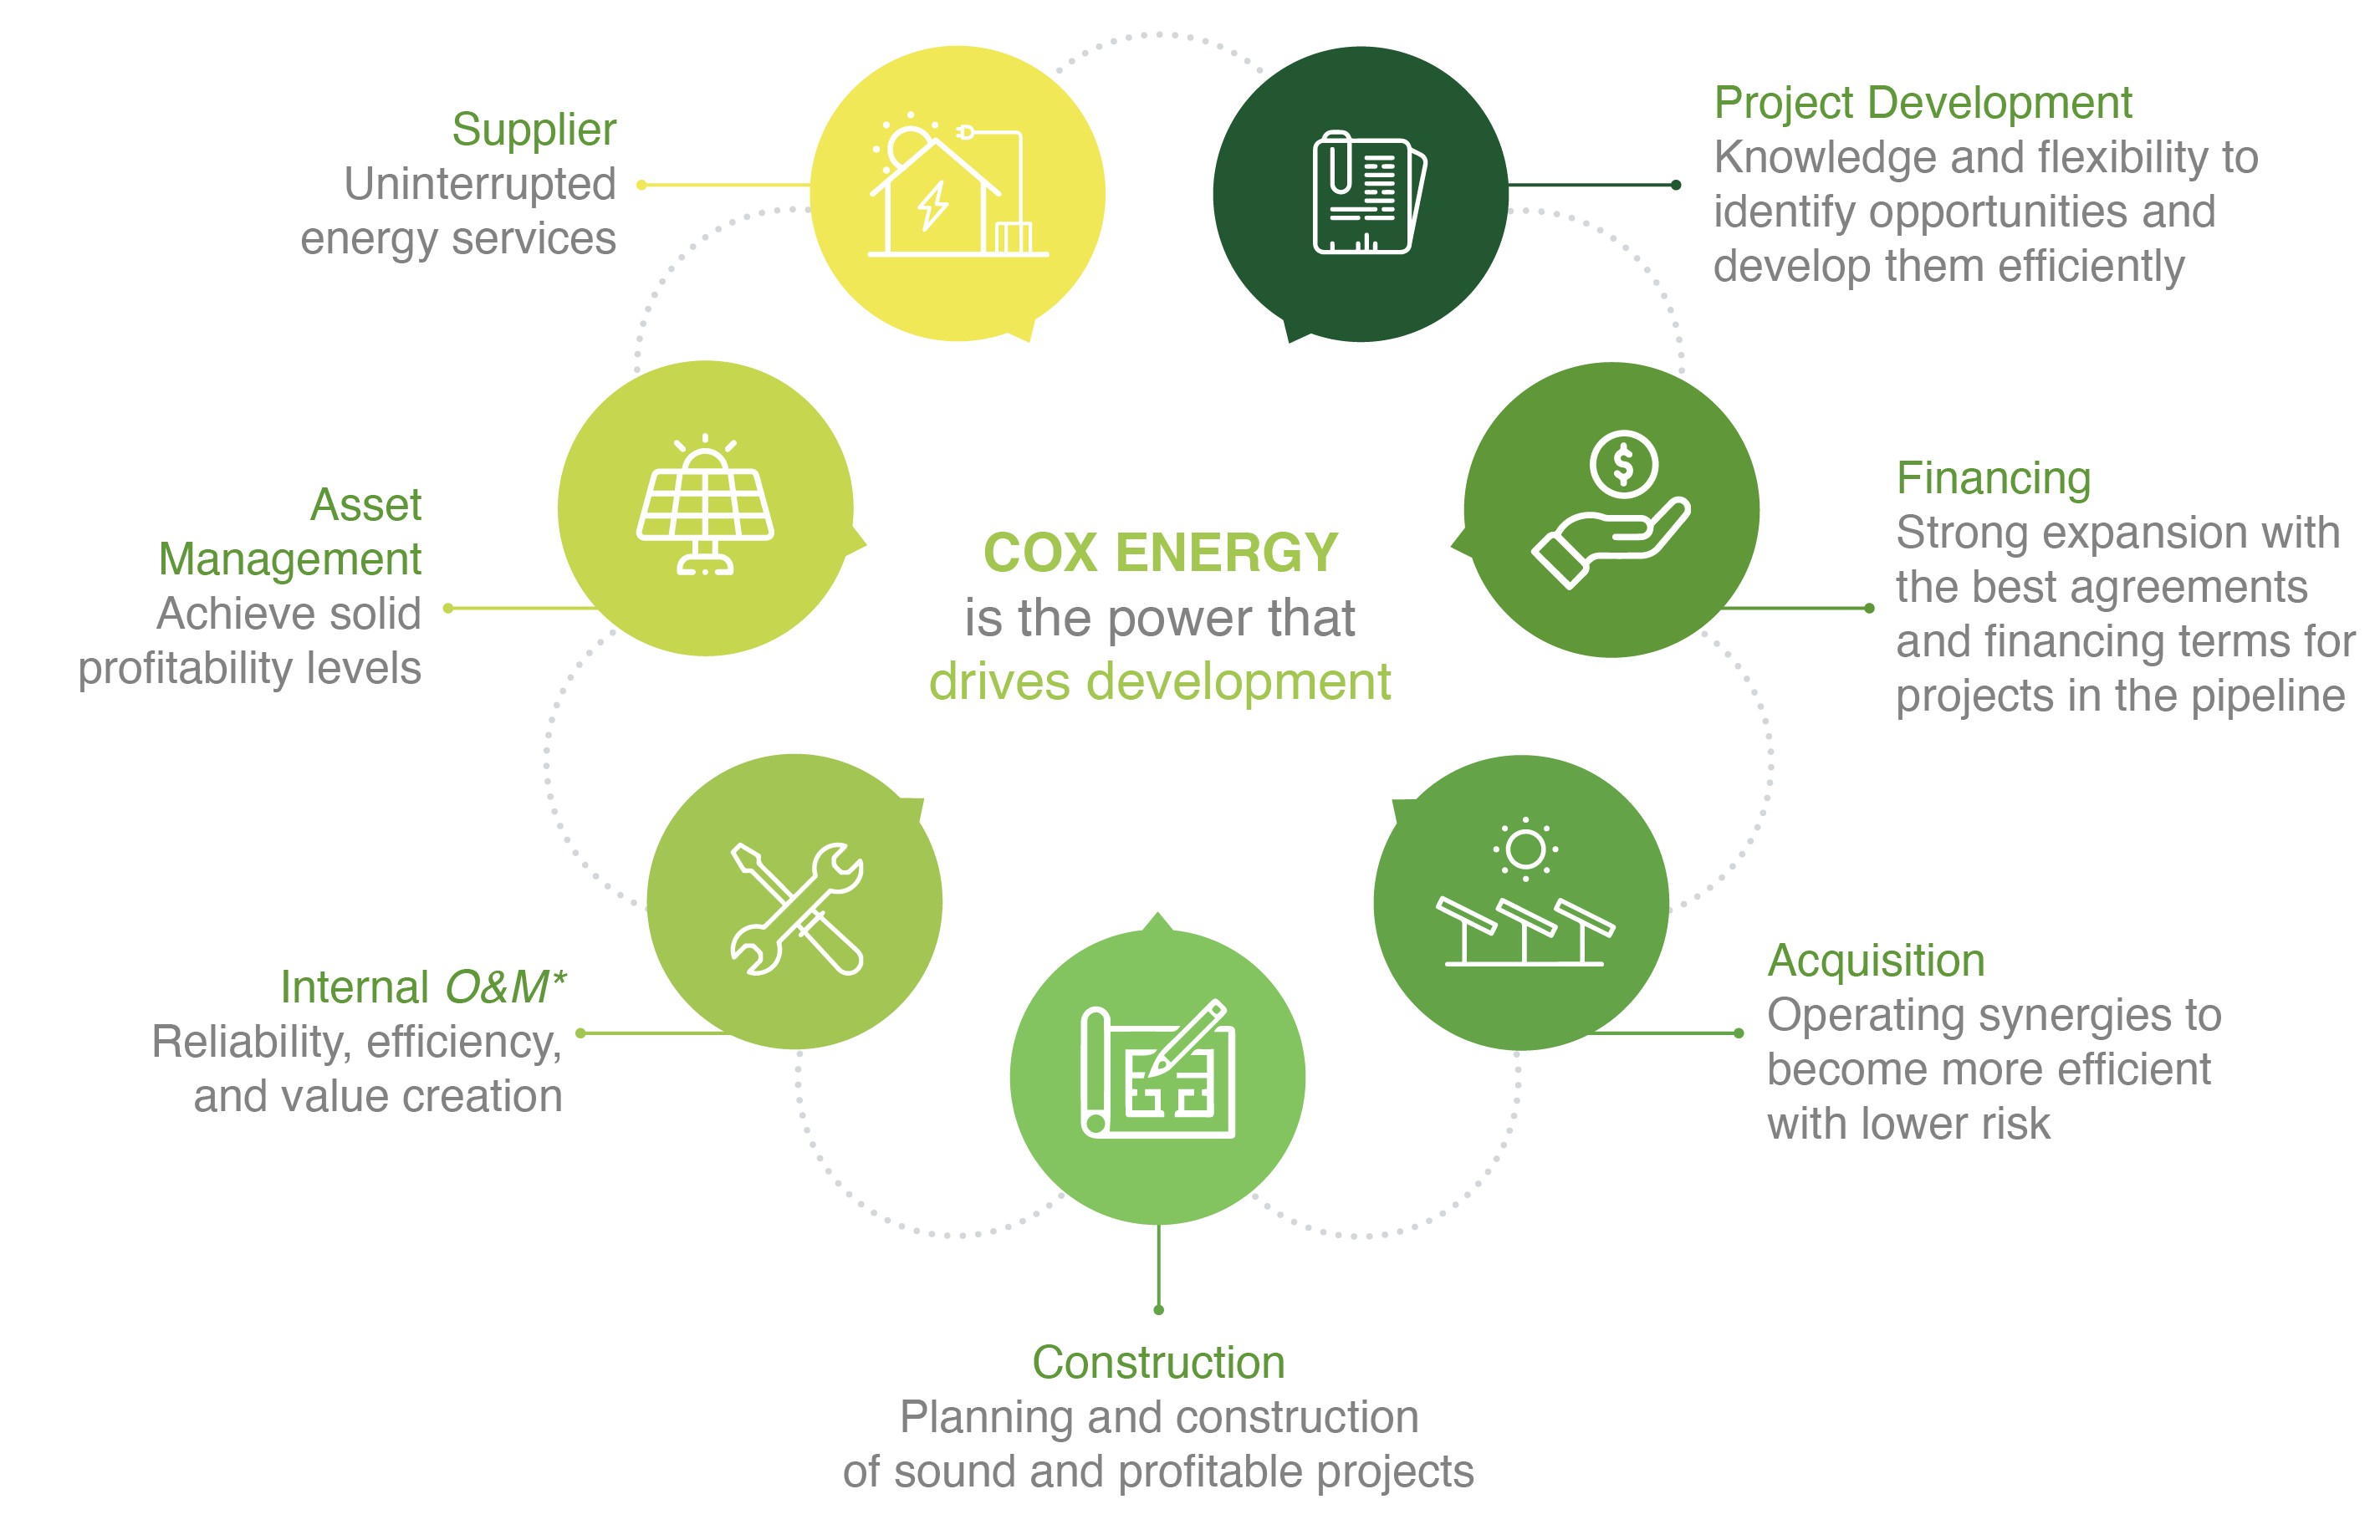 Supplier
Uninterrupted
energy services
Project Development
Knowledge and flexibility to
identify opportunities and
develop them efficiently
Asset
Management
Achieve solid
profitability levels
COX ENERGY
is the power that
drives development
$
Financing
Strong expansion with
the best agreements
and financing terms for
projects in the pipeline
Internal O&M*
Reliability, efficiency,
and value creation
Acquisition
Operating synergies to
become more efficient
with lower risk
Construction
Planning and construction
of sound and profitable projects